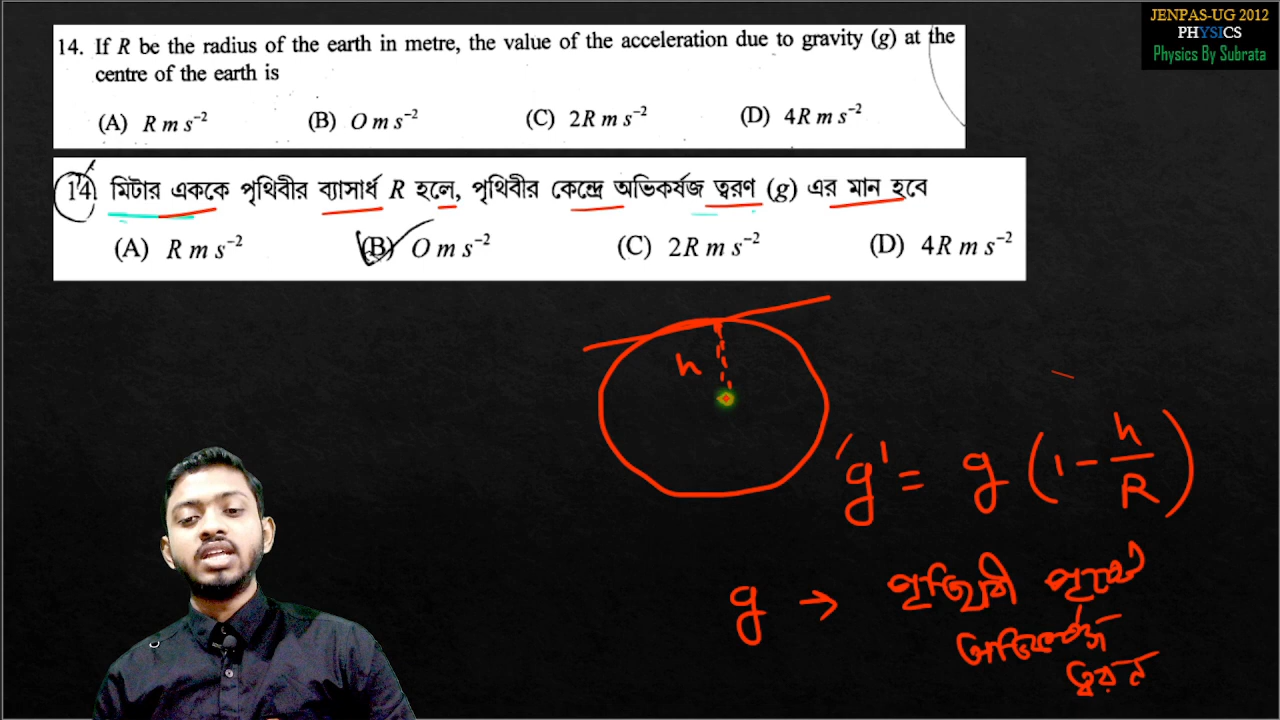 JENPAS-UG 2012
PHYSICS
Physics By Subrata
14. If R be the radius of the earth in metre, the value of the acceleration due to gravity (g) at the
centre of the earth is
(A) R m s⁻² (B) O m s⁻² (C) 2R m s⁻² (D) 4R m s⁻²
14. মিটার এককে পৃথিবীর ব্যাসার্ধ R হলে, পৃথিবীর কেন্দ্রে অভিকর্ষজ ত্বরণ (g) এর মান হবে
(A) R m s⁻² (B) O m s⁻² (C) 2R m s⁻² (D) 4R m s⁻²
h
'g' = g (1 - h/R)
g → পৃথিবী পৃষ্ঠে
অভিকর্ষজ
ত্বরন